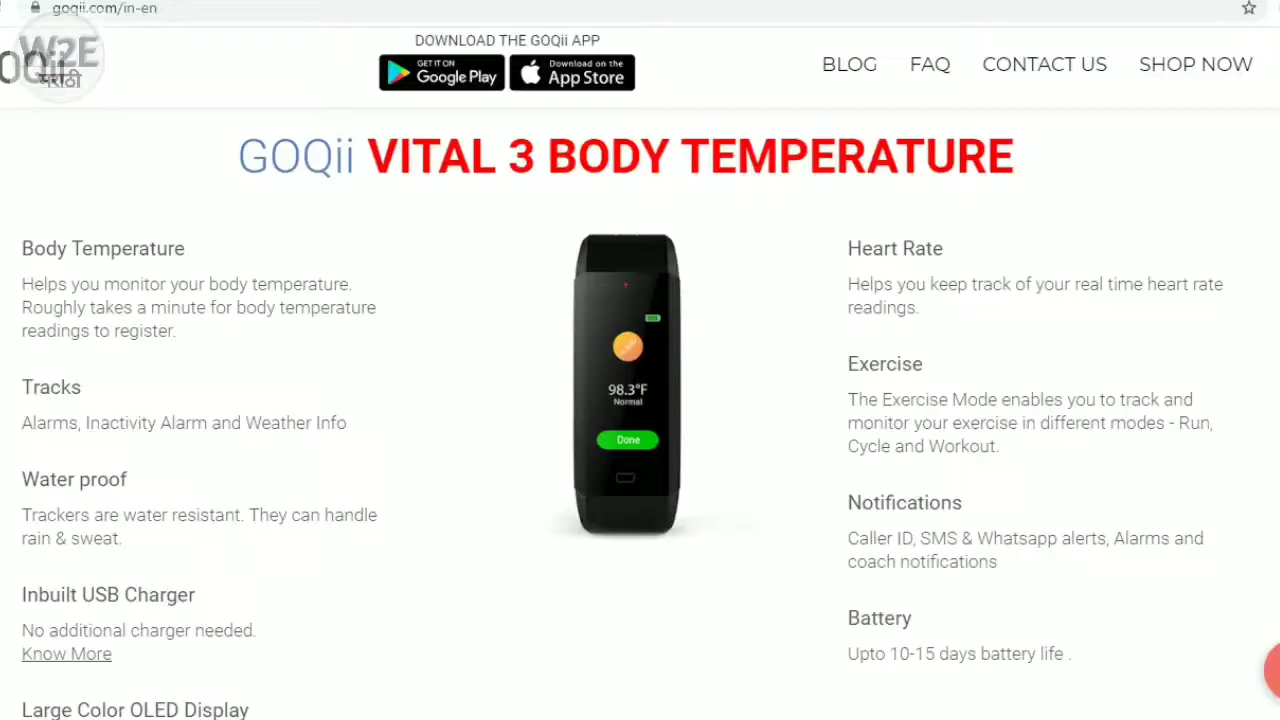 goqii.com/in-en
W2E
मराठी
DOWNLOAD THE GOQii APP
GET IT ON
Google Play
Download on the
App Store
BLOG
FAQ
CONTACT US
SHOP NOW
GOQii VITAL 3 BODY TEMPERATURE
Body Temperature
Helps you monitor your body temperature.
Roughly takes a minute for body temperature
readings to register.
Tracks
Alarms, Inactivity Alarm and Weather Info
Water proof
Trackers are water resistant. They can handle
rain & sweat.
Inbuilt USB Charger
No additional charger needed.
Know More
Large Color OLED Display
98.3°F
Normal
Done
Heart Rate
Helps you keep track of your real time heart rate
readings.
Exercise
The Exercise Mode enables you to track and
monitor your exercise in different modes - Run,
Cycle and Workout.
Notifications
Caller ID, SMS & Whatsapp alerts, Alarms and
coach notifications
Battery
Upto 10-15 days battery life .